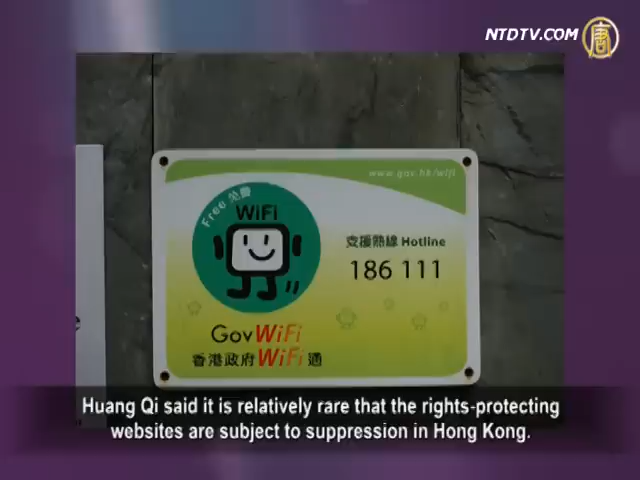 NTDTV.COM
唐
www.gov.hk/wifi
Free 免費
WiFi
支援熱線 Hotline
186 111
GovWiFi
香港政府WiFi通
e
Huang Qi said it is relatively rare that the rights-protecting
websites are subject to suppression in Hong Kong.